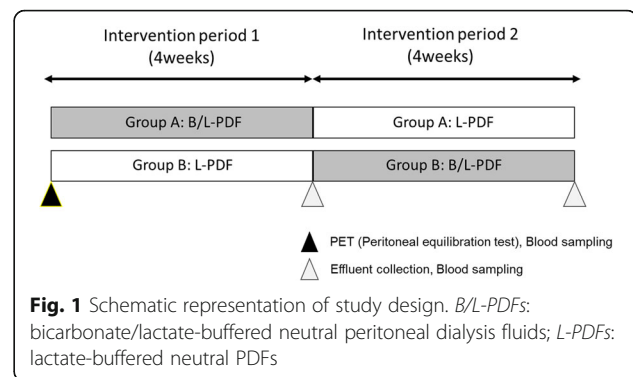 Intervention period 1
(4weeks)
Intervention period 2
(4weeks)
Group A: B/L-PDF
Group A: L-PDF
Group B: L-PDF
Group B: B/L-PDF
PET (Peritoneal equilibration test), Blood sampling
Effluent collection, Blood sampling
Fig. 1 Schematic representation of study design. B/L-PDFs:
bicarbonate/lactate-buffered neutral peritoneal dialysis fluids; L-PDFs:
lactate-buffered neutral PDFs